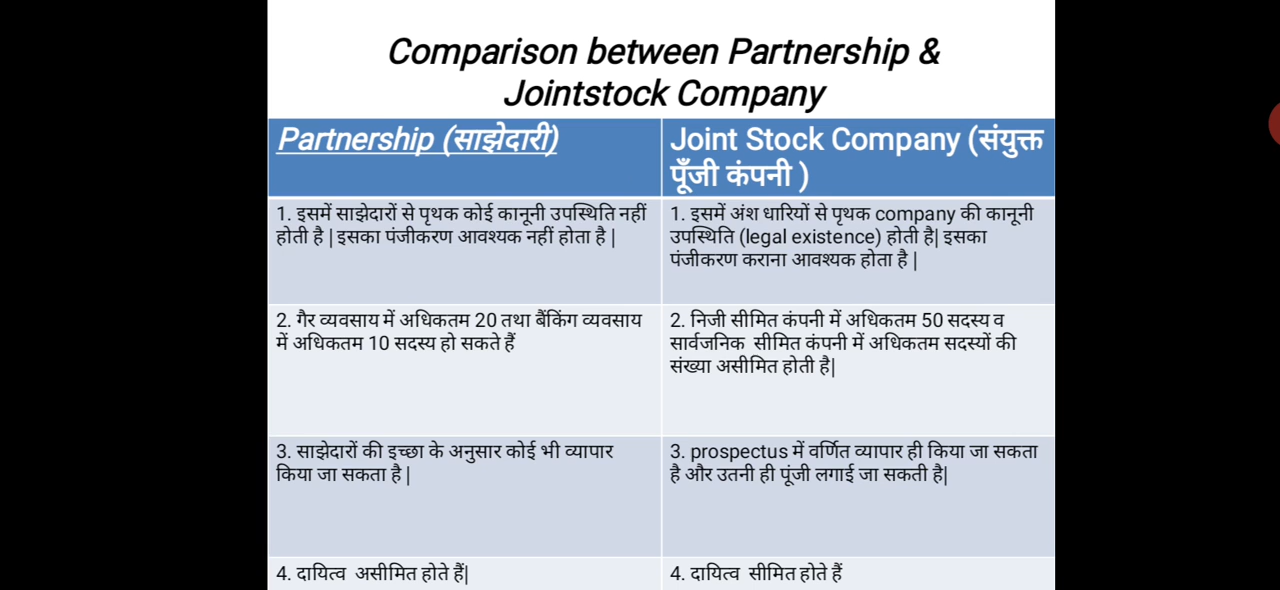 Comparison between Partnership &
Jointstock Company
Partnership (साझेदारी)
Joint Stock Company (संयुक्त
पूँजी कंपनी )
1. इसमें साझेदारों से पृथक कोई कानूनी उपस्थिति नहीं
होती है | इसका पंजीकरण आवश्यक नहीं होता है |
1. इसमें अंश धारियों से पृथक company की कानूनी
उपस्थिति (legal existence) होती है| इसका
पंजीकरण कराना आवश्यक होता है |
2. गैर व्यवसाय में अधिकतम 20 तथा बैंकिंग व्यवसाय
में अधिकतम 10 सदस्य हो सकते हैं
2. निजी सीमित कंपनी में अधिकतम 50 सदस्य व
सार्वजनिक सीमित कंपनी में अधिकतम सदस्यों की
संख्या असीमित होती है|
3. साझेदारों की इच्छा के अनुसार कोई भी व्यापार
किया जा सकता है |
3. prospectus में वर्णित व्यापार ही किया जा सकता
है और उतनी ही पूंजी लगाई जा सकती है|
4. दायित्व असीमित होते हैं|
4. दायित्व सीमित होते हैं